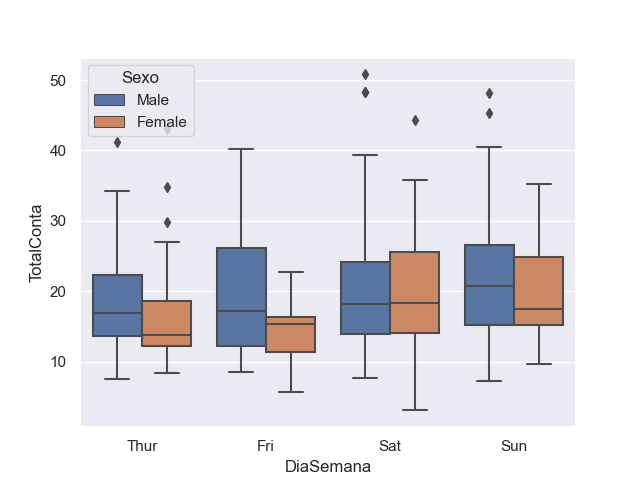 Sexo
Male
Female
50
40
30
20
10
TotalConta
Thur Fri Sat Sun
DiaSemana